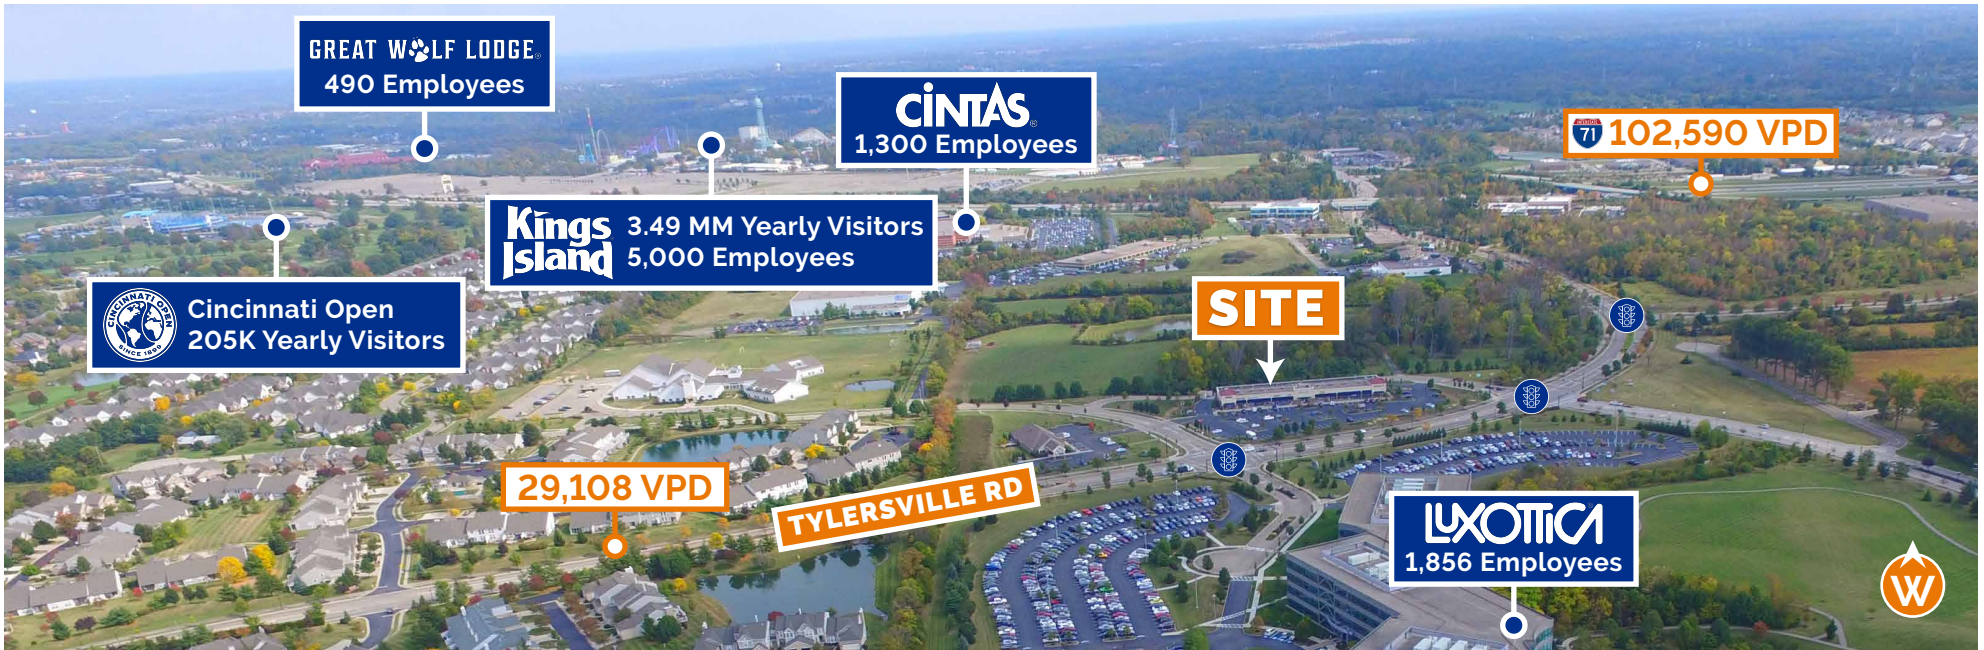 GREAT WOLF LODGE
490 Employees
CINTAS
1,300 Employees
INTERSTATE
71
102,590 VPD
Kings
Island
3.49 MM Yearly Visitors
5,000 Employees
CINCINNATI OPEN
SINCE 1899
Cincinnati Open
205K Yearly Visitors
SITE
29,108 VPD
TYLERSVILLE RD
LUXOTTICA
1,856 Employees
W